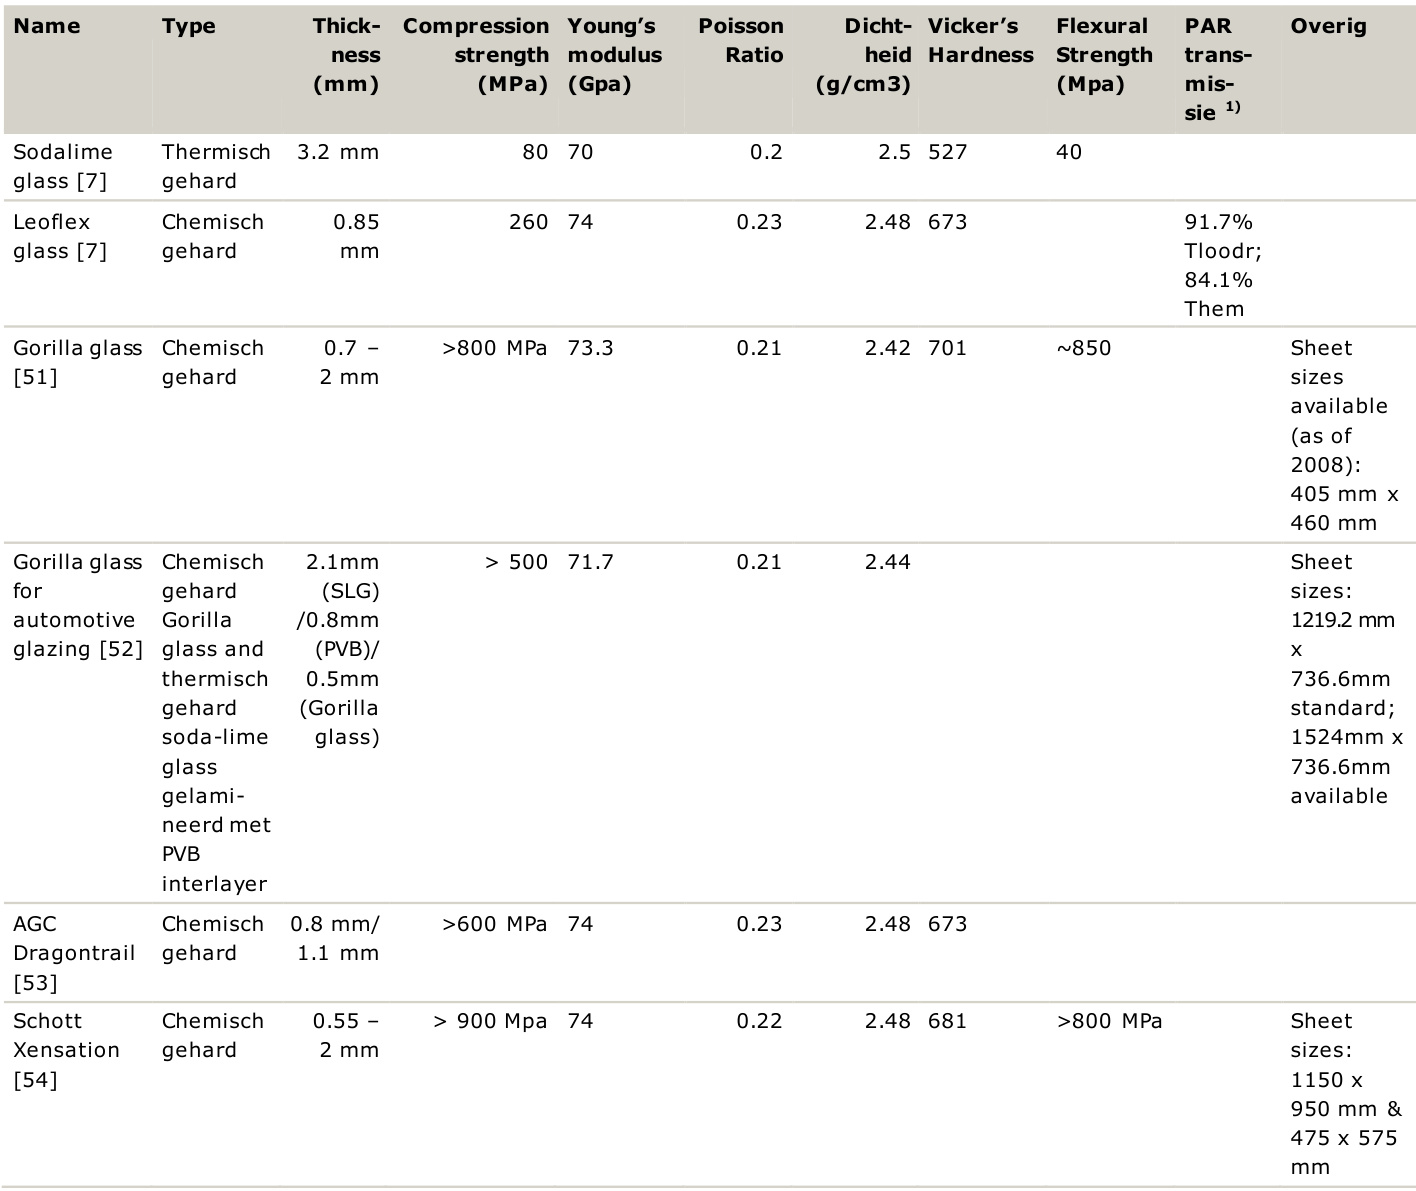 Name Type Thick- Compression Young's Poisson Dicht- Vicker's Flexural PAR Overig
ness strength modulus Ratio heid Hardness Strength trans-
(mm) (MPa) (Gpa) (g/cm3) (Mpa) mis-
sie 1)
Sodalime Thermisch 3.2 mm 80 70 0.2 2.5 527 40
glass [7] gehard
Leoflex Chemisch 0.85 260 74 0.23 2.48 673 91.7%
glass [7] gehard mm Tloodr;
84.1%
Them
Gorilla glass Chemisch 0.7 – >800 MPa 73.3 0.21 2.42 701 ~850 Sheet
[51] gehard 2 mm sizes
available
(as of
2008):
405 mm x
460 mm
Gorilla glass Chemisch 2.1mm > 500 71.7 0.21 2.44 Sheet
for gehard (SLG) sizes:
automotive Gorilla /0.8mm 1219.2 mm
glazing [52] glass and (PVB)/ x
thermisch 0.5mm 736.6mm
gehard (Gorilla standard;
soda-lime glass) 1524mm x
glass 736.6mm
gelami- available
neerd met
PVB
interlayer
AGC Chemisch 0.8 mm/ >600 MPa 74 0.23 2.48 673
Dragontrail gehard 1.1 mm
[53]
Schott Chemisch 0.55 – > 900 Mpa 74 0.22 2.48 681 >800 MPa Sheet
Xensation gehard 2 mm sizes:
[54] 1150 x
950 mm &
475 x 575
mm